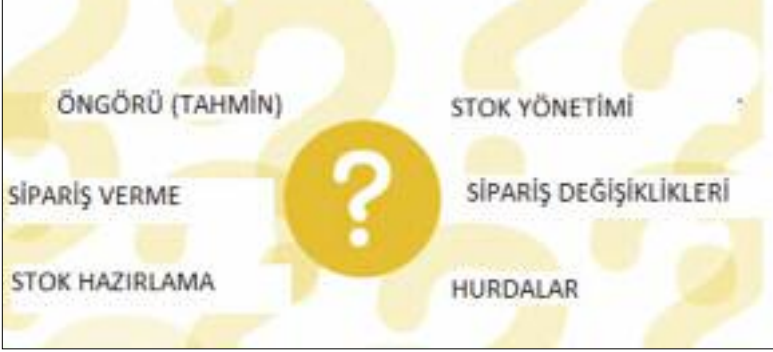 ÖNGÖRÜ (TAHMİN)
STOK YÖNETİMİ
SİPARİŞ VERME
?
SİPARİŞ DEĞİŞİKLİKLERİ
STOK HAZIRLAMA
HURDALAR